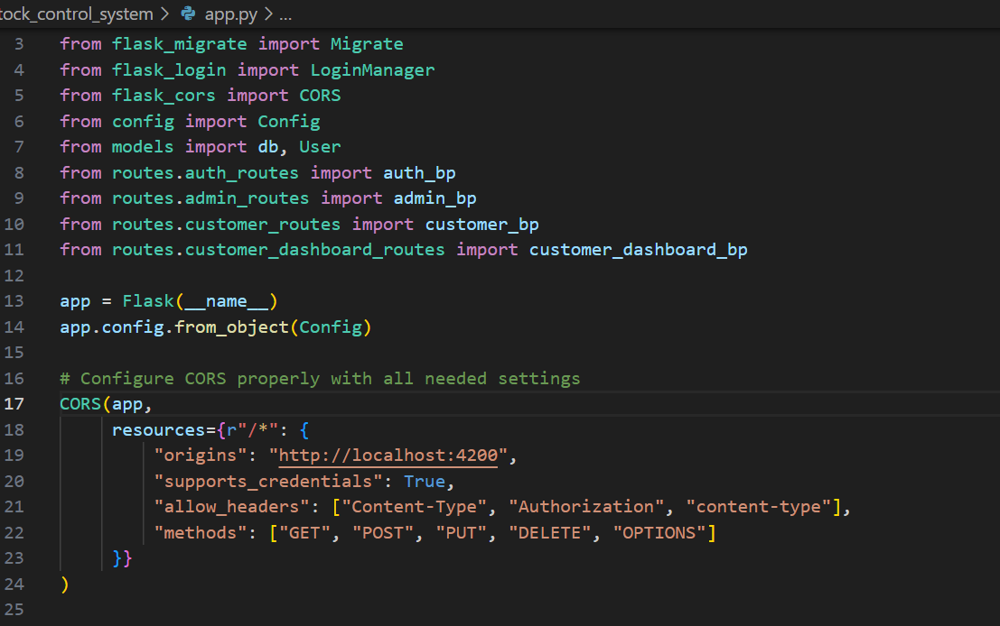 tock_control_system > app.py > ...
3 from flask_migrate import Migrate
4 from flask_login import LoginManager
5 from flask_cors import CORS
6 from config import Config
7 from models import db, User
8 from routes.auth_routes import auth_bp
9 from routes.admin_routes import admin_bp
10 from routes.customer_routes import customer_bp
11 from routes.customer_dashboard_routes import customer_dashboard_bp
12
13 app = Flask(__name__)
14 app.config.from_object(Config)
15
16 # Configure CORS properly with all needed settings
17 CORS(app,
18      resources={r"/*": {
19          "origins": "http://localhost:4200",
20          "supports_credentials": True,
21          "allow_headers": ["Content-Type", "Authorization", "content-type"],
22          "methods": ["GET", "POST", "PUT", "DELETE", "OPTIONS"]
23      }}
24 )
25